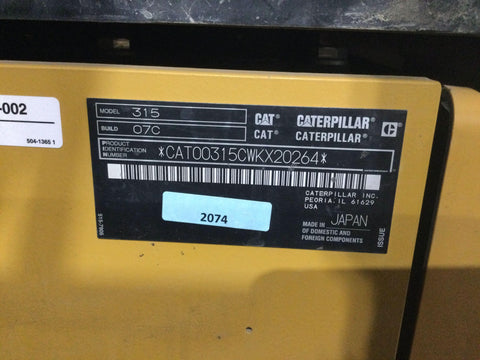 -002
504-1365 1
MODEL 315
BUILD 07C
CAT CATERPILLAR
CAT® CATERPILLAR®
PRODUCT IDENTIFICATION NUMBER
*CAT00315CWKX20264*
CATERPILLAR INC.
PEORIA, IL 61629
USA
2074
MADE IN JAPAN
OF DOMESTIC AND
FOREIGN COMPONENTS
ISSUE